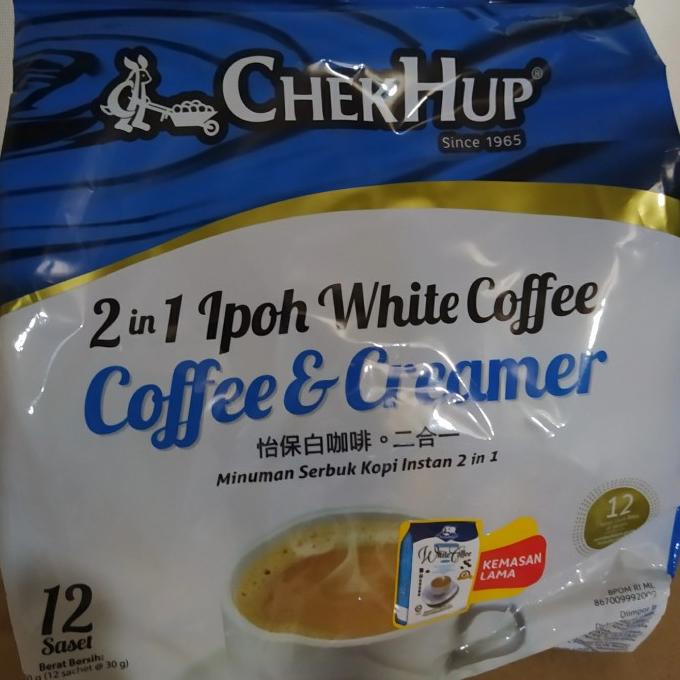 CHEKHUP®
Since 1965
2 in 1 Ipoh White Coffee
Coffee & Creamer
怡保白咖啡。二合一
Minuman Serbuk Kopi Instan 2 in 1
12
White Coffee
KEMASAN
LAMA
12
Saset
Berat Bersih:
(12 sachet @ 30 g)
BPOM RI ML